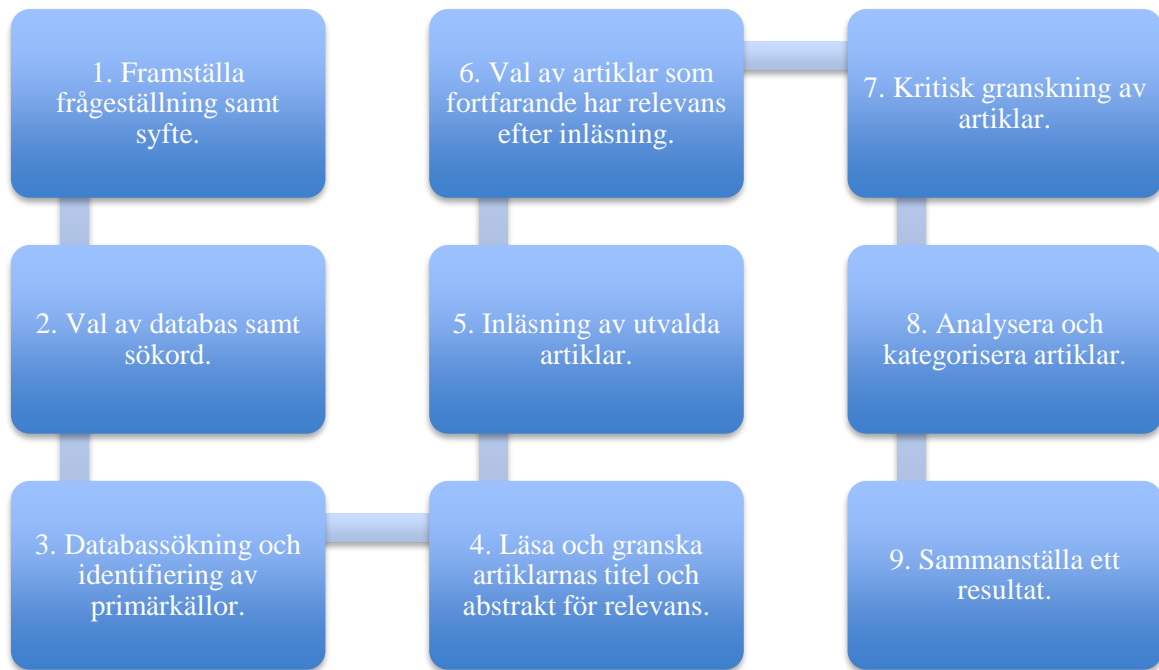 1. Framställa
frågeställning samt
syfte.
2. Val av databas samt
sökord.
3. Databassökning och
identifiering av
primärkällor.
4. Läsa och granska
artiklarnas titel och
abstrakt för relevans.
5. Inläsning av utvalda
artiklar.
6. Val av artiklar som
fortfarande har relevans
efter inläsning.
7. Kritisk granskning av
artiklar.
8. Analysera och
kategorisera artiklar.
9. Sammanställa ett
resultat.